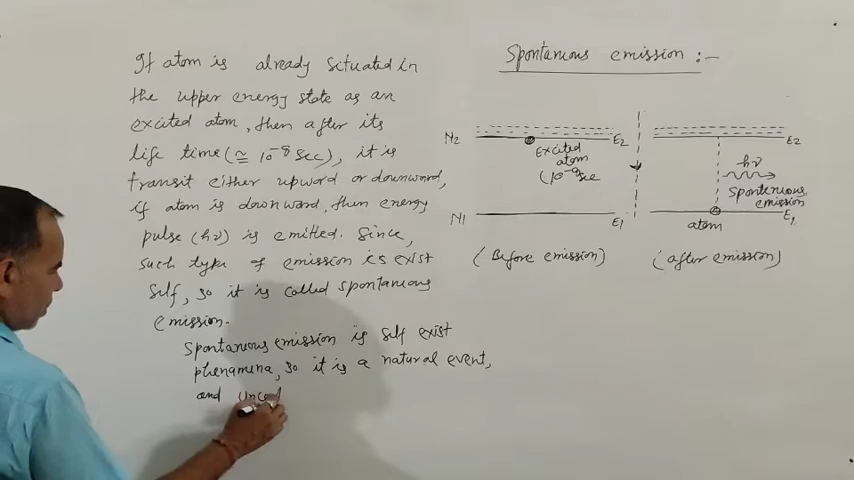 If atom is already situated in
the upper energy state as an
excited atom, then after its
life time (≃ 10⁻⁸ sec), it is
transit either upward or downward,
if atom is downward, then energy
pulse (hν) is emitted. Since,
such type of emission is exist
self, so it is called spontaneous
emission.
Spontaneous emission is self exist
phenamena, so it is a natural event,
and
Spontaneous emission :-
N2
E2
excited
atom
(10⁻⁸ se
N1
E1
(Before emission)
E2
hν
Spontaneous
emission
E1
atom
(after emission)